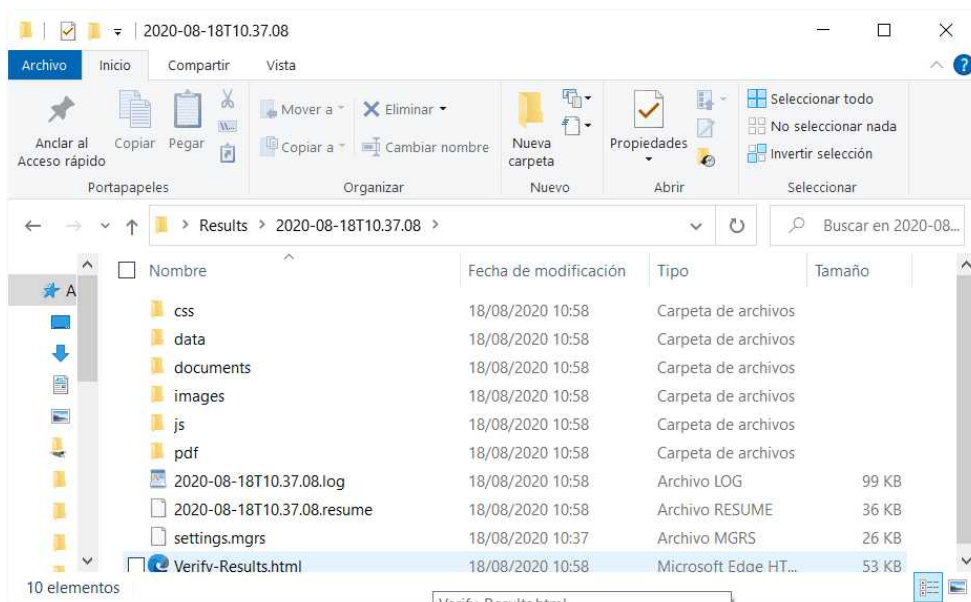 2020-08-18T10.37.08
Archivo Inicio Compartir Vista
Anclar al Acceso rápido
Copiar
Pegar
Mover a
Copiar a
Eliminar
Cambiar nombre
Nueva carpeta
Propiedades
Seleccionar todo
No seleccionar nada
Invertir selección
Portapapeles Organizar Nuevo Abrir Seleccionar
Results > 2020-08-18T10.37.08 >
Buscar en 2020-08...
Nombre Fecha de modificación Tipo Tamaño
A
css 18/08/2020 10:58 Carpeta de archivos
data 18/08/2020 10:58 Carpeta de archivos
documents 18/08/2020 10:58 Carpeta de archivos
images 18/08/2020 10:58 Carpeta de archivos
js 18/08/2020 10:58 Carpeta de archivos
pdf 18/08/2020 10:58 Carpeta de archivos
2020-08-18T10.37.08.log 18/08/2020 10:58 Archivo LOG 99 KB
2020-08-18T10.37.08.resume 18/08/2020 10:58 Archivo RESUME 36 KB
settings.mgrs 18/08/2020 10:37 Archivo MGRS 26 KB
Verify-Results.html 18/08/2020 10:58 Microsoft Edge HT... 53 KB
10 elementos
Verify-Results.html